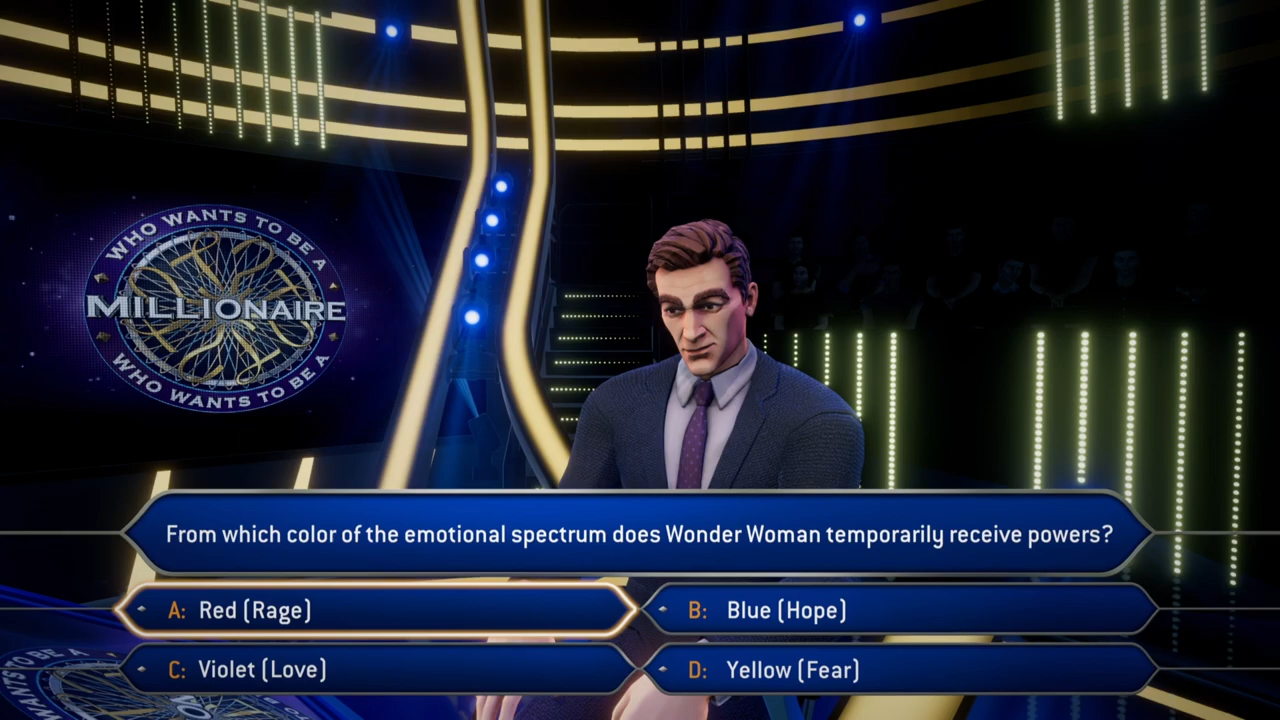 WHO WANTS TO BE A
MILLIONAIRE
WHO WANTS TO BE A
From which color of the emotional spectrum does Wonder Woman temporarily receive powers?
A: Red (Rage)
B: Blue (Hope)
C: Violet (Love)
D: Yellow (Fear)